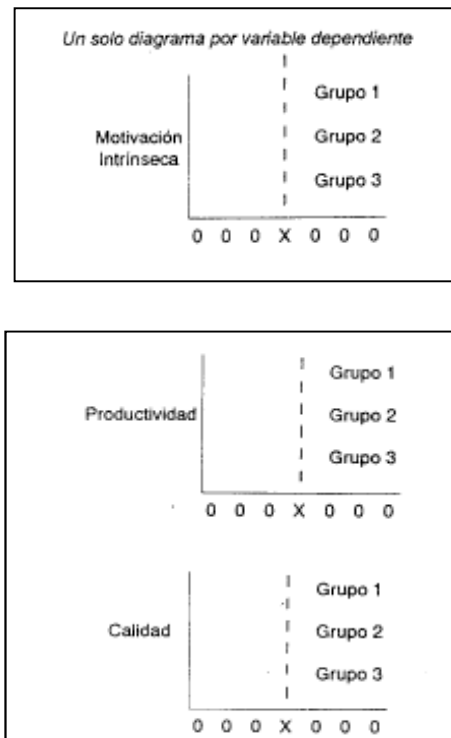 Un solo diagrama por variable dependiente
Grupo 1
Motivación
Intrínseca
Grupo 2
Grupo 3
0 0 0 X 0 0 0
Grupo 1
Productividad
Grupo 2
Grupo 3
0 0 0 X 0 0 0
Grupo 1
Calidad
Grupo 2
Grupo 3
0 0 0 X 0 0 0